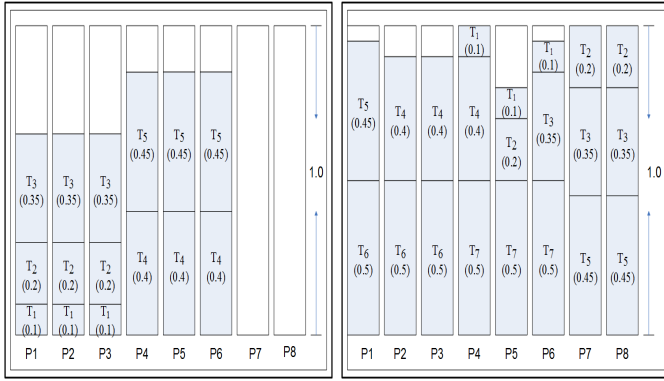 T5 T5 T5
(0.45) (0.45) (0.45)
T3 T3 T3
(0.35) (0.35) (0.35)
1.0
T2 T2 T2 T4 T4 T4
(0.2) (0.2) (0.2) (0.4) (0.4) (0.4)
T1 T1 T1
(0.1) (0.1) (0.1)
P1 P2 P3 P4 P5 P6 P7 P8
T1
(0.1)
T1
(0.1)
T2 T2
(0.2) (0.2)
T5 T4 T4 T4
(0.45) (0.4) (0.4) (0.4)
T1
(0.1)
T3
(0.35)
T2
(0.2)
T3 T3
(0.35) (0.35)
1.0
T6 T6 T6 T7 T7 T7
(0.5) (0.5) (0.5) (0.5) (0.5) (0.5)
T5 T5
(0.45) (0.45)
P1 P2 P3 P4 P5 P6 P7 P8